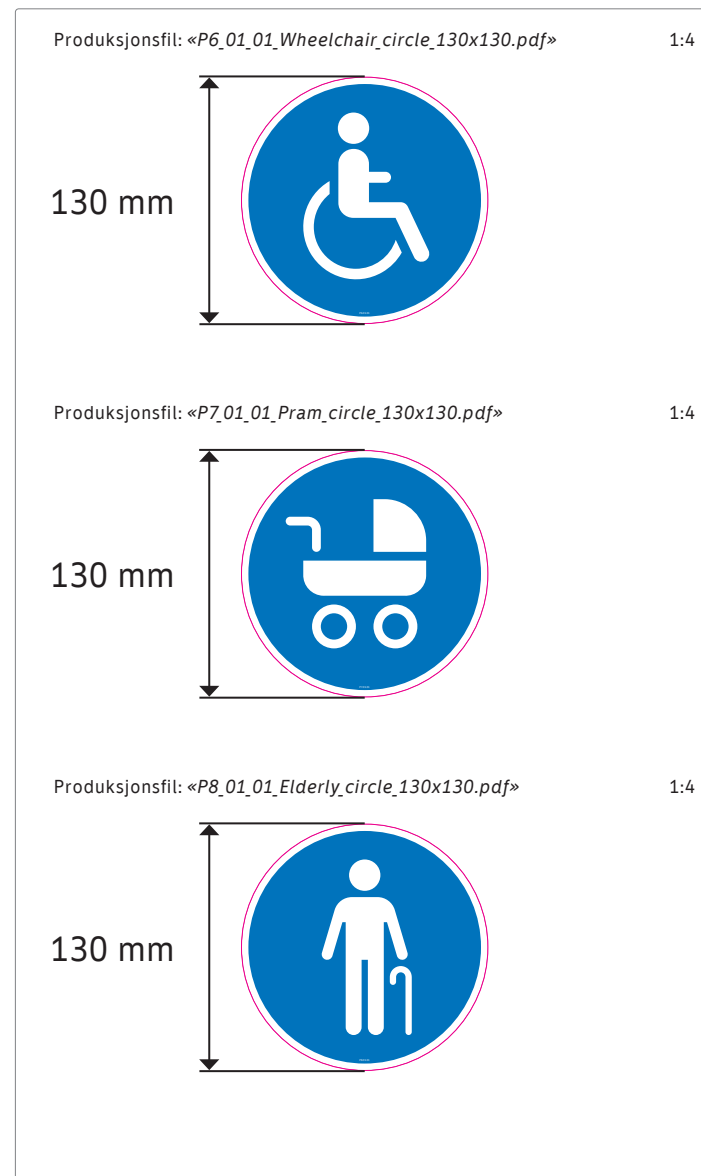 Produksjonsfil: «P6_01_01_Wheelchair_circle_130x130.pdf» 1:4
130 mm
Produksjonsfil: «P7_01_01_Pram_circle_130x130.pdf» 1:4
130 mm
Produksjonsfil: «P8_01_01_Elderly_circle_130x130.pdf» 1:4
130 mm